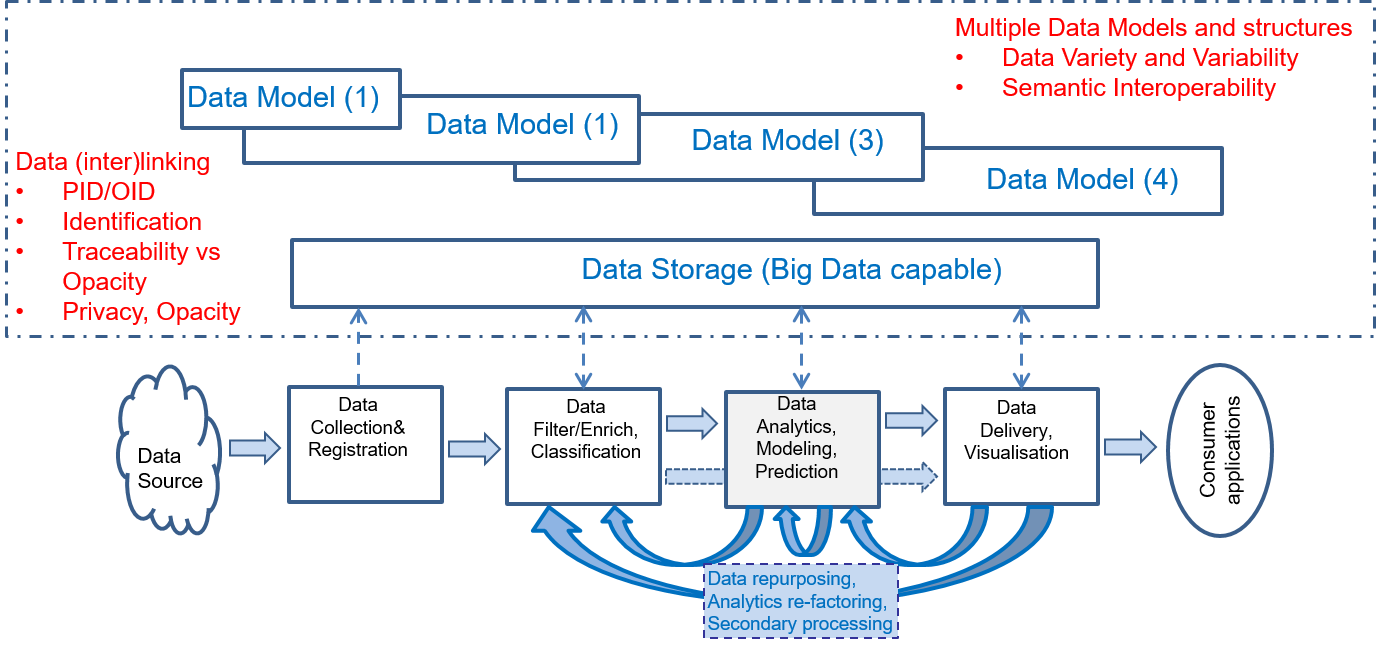 Multiple Data Models and structures
• Data Variety and Variability
• Semantic Interoperability
Data Model (1)
Data Model (1)
Data Model (3)
Data Model (4)
Data (inter)linking
• PID/OID
• Identification
• Traceability vs
Opacity
• Privacy, Opacity
Data Storage (Big Data capable)
Data
Source
Data
Collection&
Registration
Data
Filter/Enrich,
Classification
Data
Analytics,
Modeling,
Prediction
Data
Delivery,
Visualisation
Consumer
applications
Data repurposing,
Analytics re-factoring,
Secondary processing